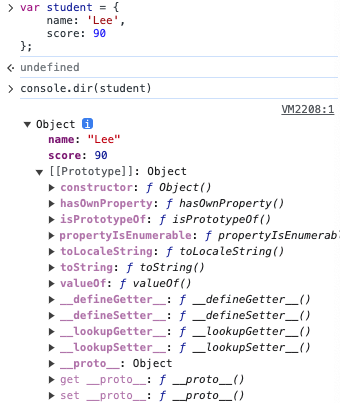 > var student = {
name: 'Lee',
score: 90
};
undefined
> console.dir(student)
VM2208:1
▼ Object i
name: "Lee"
score: 90
▼ [[Prototype]]: Object
▶ constructor: ƒ Object()
▶ hasOwnProperty: ƒ hasOwnProperty()
▶ isPrototypeOf: ƒ isPrototypeOf()
▶ propertyIsEnumerable: ƒ propertyIsEnumerabl
▶ toLocaleString: ƒ toLocaleString()
▶ toString: ƒ toString()
▶ valueOf: ƒ valueOf()
▶ __defineGetter__: ƒ __defineGetter__()
▶ __defineSetter__: ƒ __defineSetter__()
▶ __lookupGetter__: ƒ __lookupGetter__()
▶ __lookupSetter__: ƒ __lookupSetter__()
▶ __proto__: Object
▶ get __proto__: ƒ __proto__()
▶ set __proto__: ƒ __proto__()